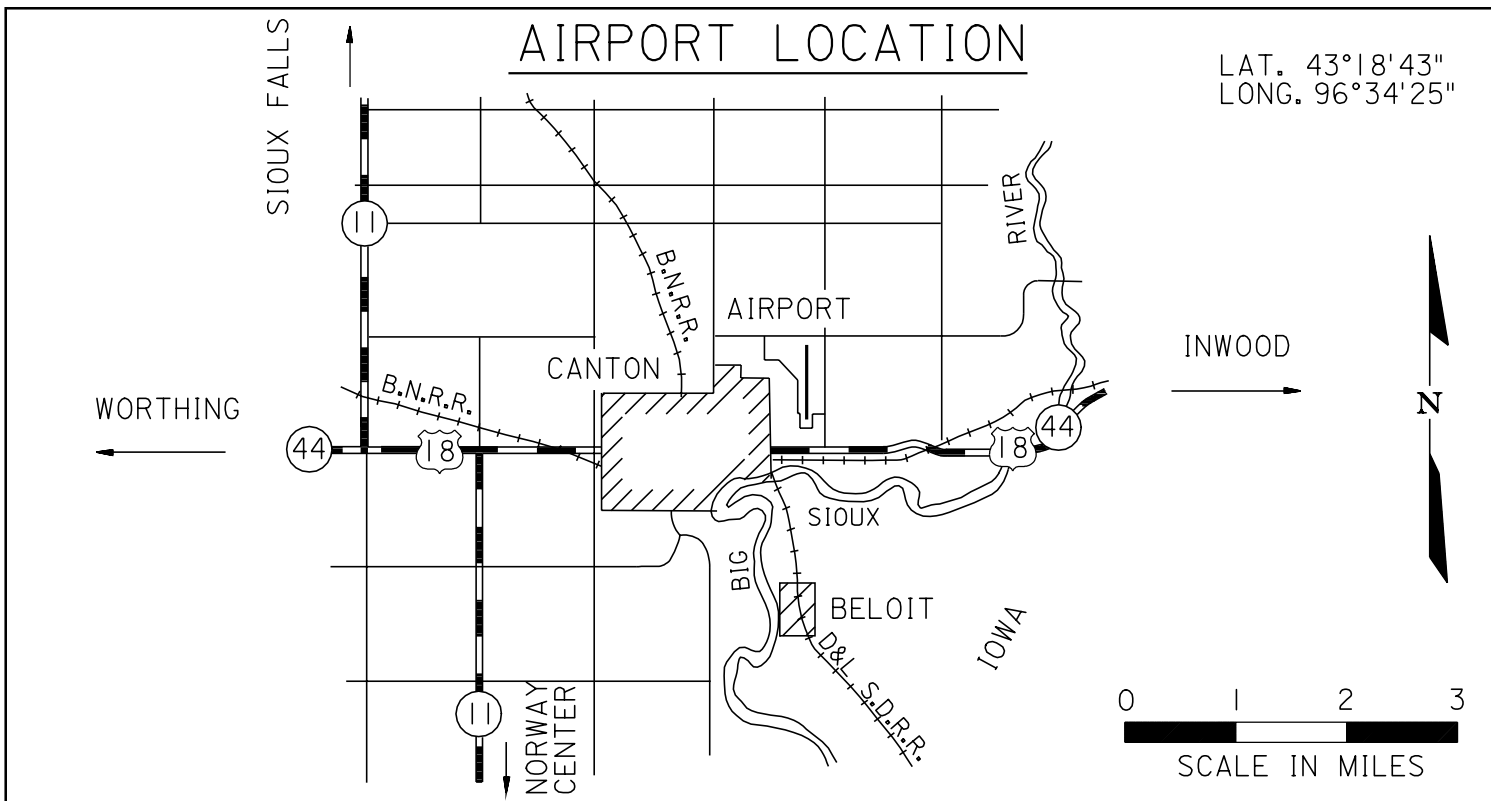 AIRPORT LOCATION
LAT. 43°18'43"
LONG. 96°34'25"
SIOUX FALLS
11
RIVER
B.N.R.R.
AIRPORT
INWOOD
CANTON
N
B.N.R.R.
WORTHING
44
18
18
44
SIOUX
BIG
BELOIT
IOWA
D&L S.D.R.R.
11
NORWAY
CENTER
0 1 2 3
SCALE IN MILES